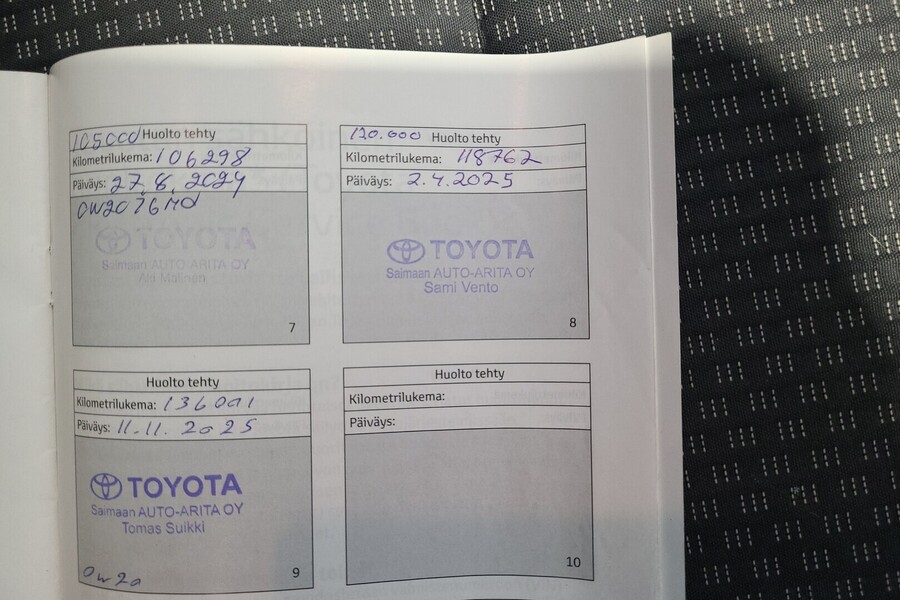 105000 Huolto tehty
Kilometrilukema: 106298
Päiväys: 27.8.2024
0W20
TOYOTA
Saimaan AUTO-ARITA OY
7
120.000 Huolto tehty
Kilometrilukema: 118762
Päiväys: 2.4.2025
TOYOTA
Saimaan AUTO-ARITA OY
Sami Vento
8
Huolto tehty
Kilometrilukema: 136001
Päiväys: 11.11.2025
TOYOTA
Saimaan AUTO-ARITA OY
Tomas Suikki
0w20
9
Huolto tehty
Kilometrilukema:
Päiväys:
10